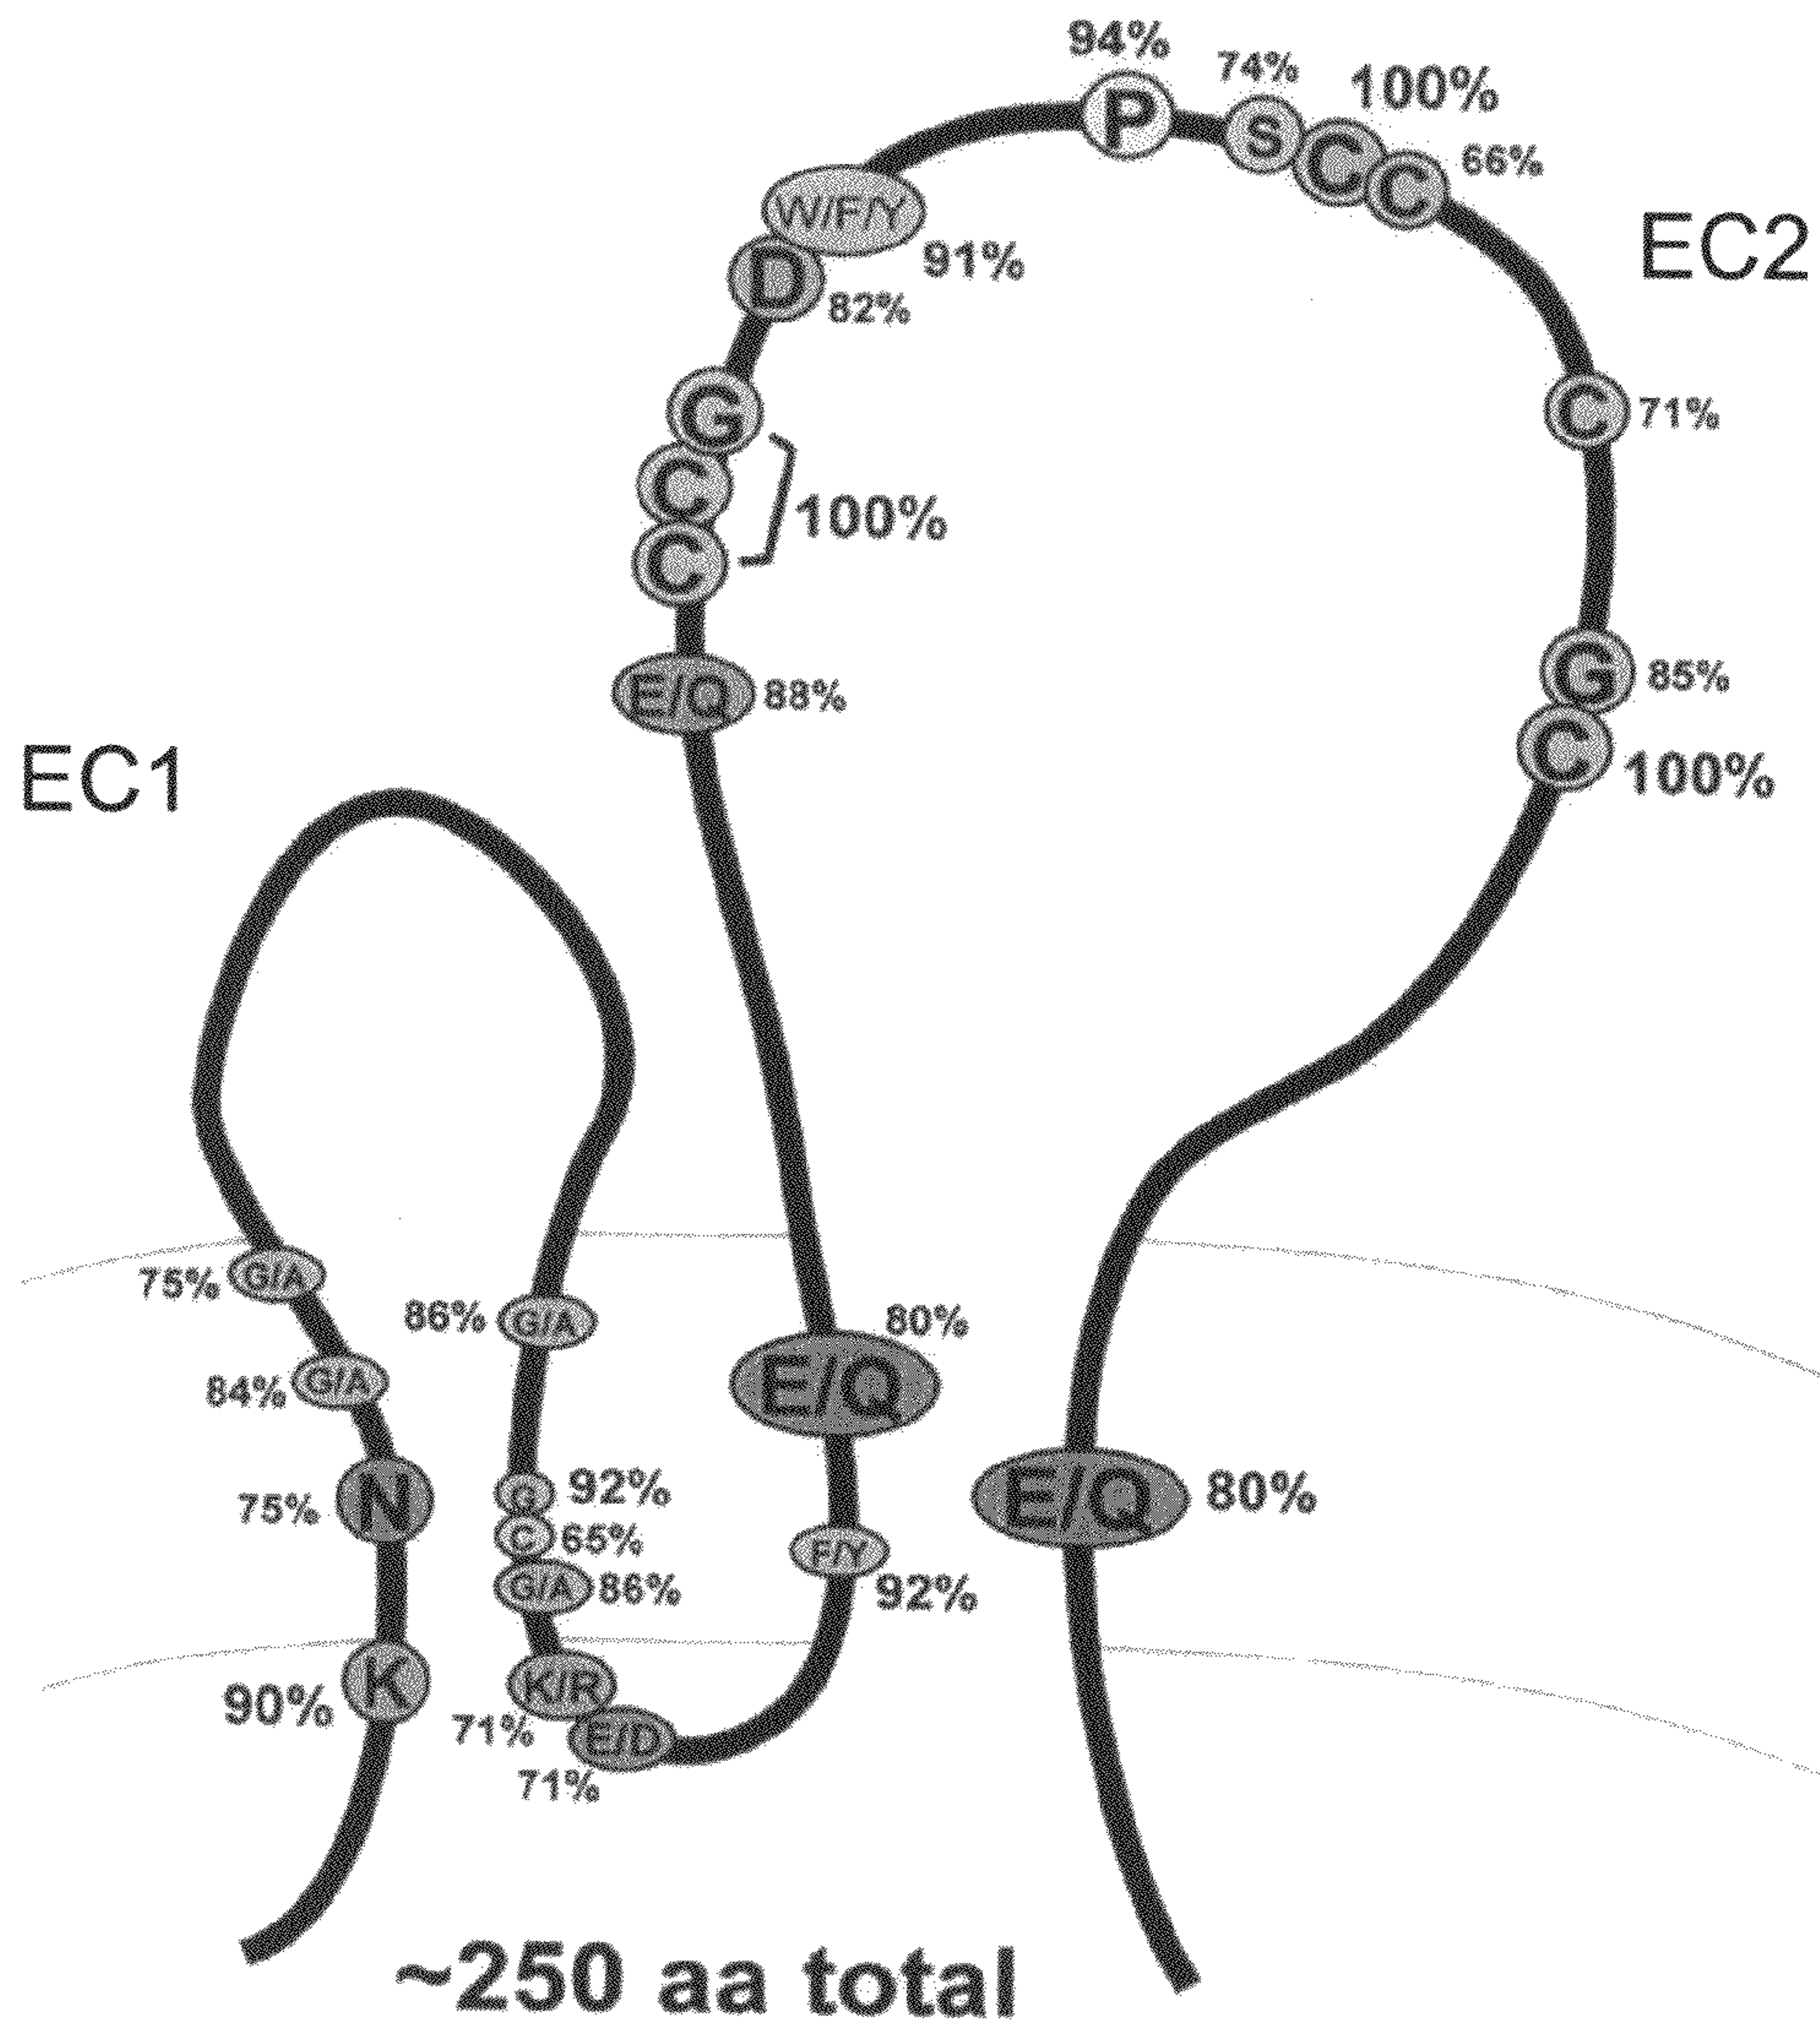 94%
74%
100%
P
S
C
C
66%
W/F/Y
91%
EC2
D
82%
G
C
C
100%
C
71%
E/Q
88%
G
85%
C
100%
EC1
G/A
75%
G/A
86%
80%
E/Q
G/A
84%
N
75%
G
92%
C
65%
G/A
86%
E/Q
80%
F/Y
92%
K
90%
K/R
71%
E/D
71%
~250 aa total